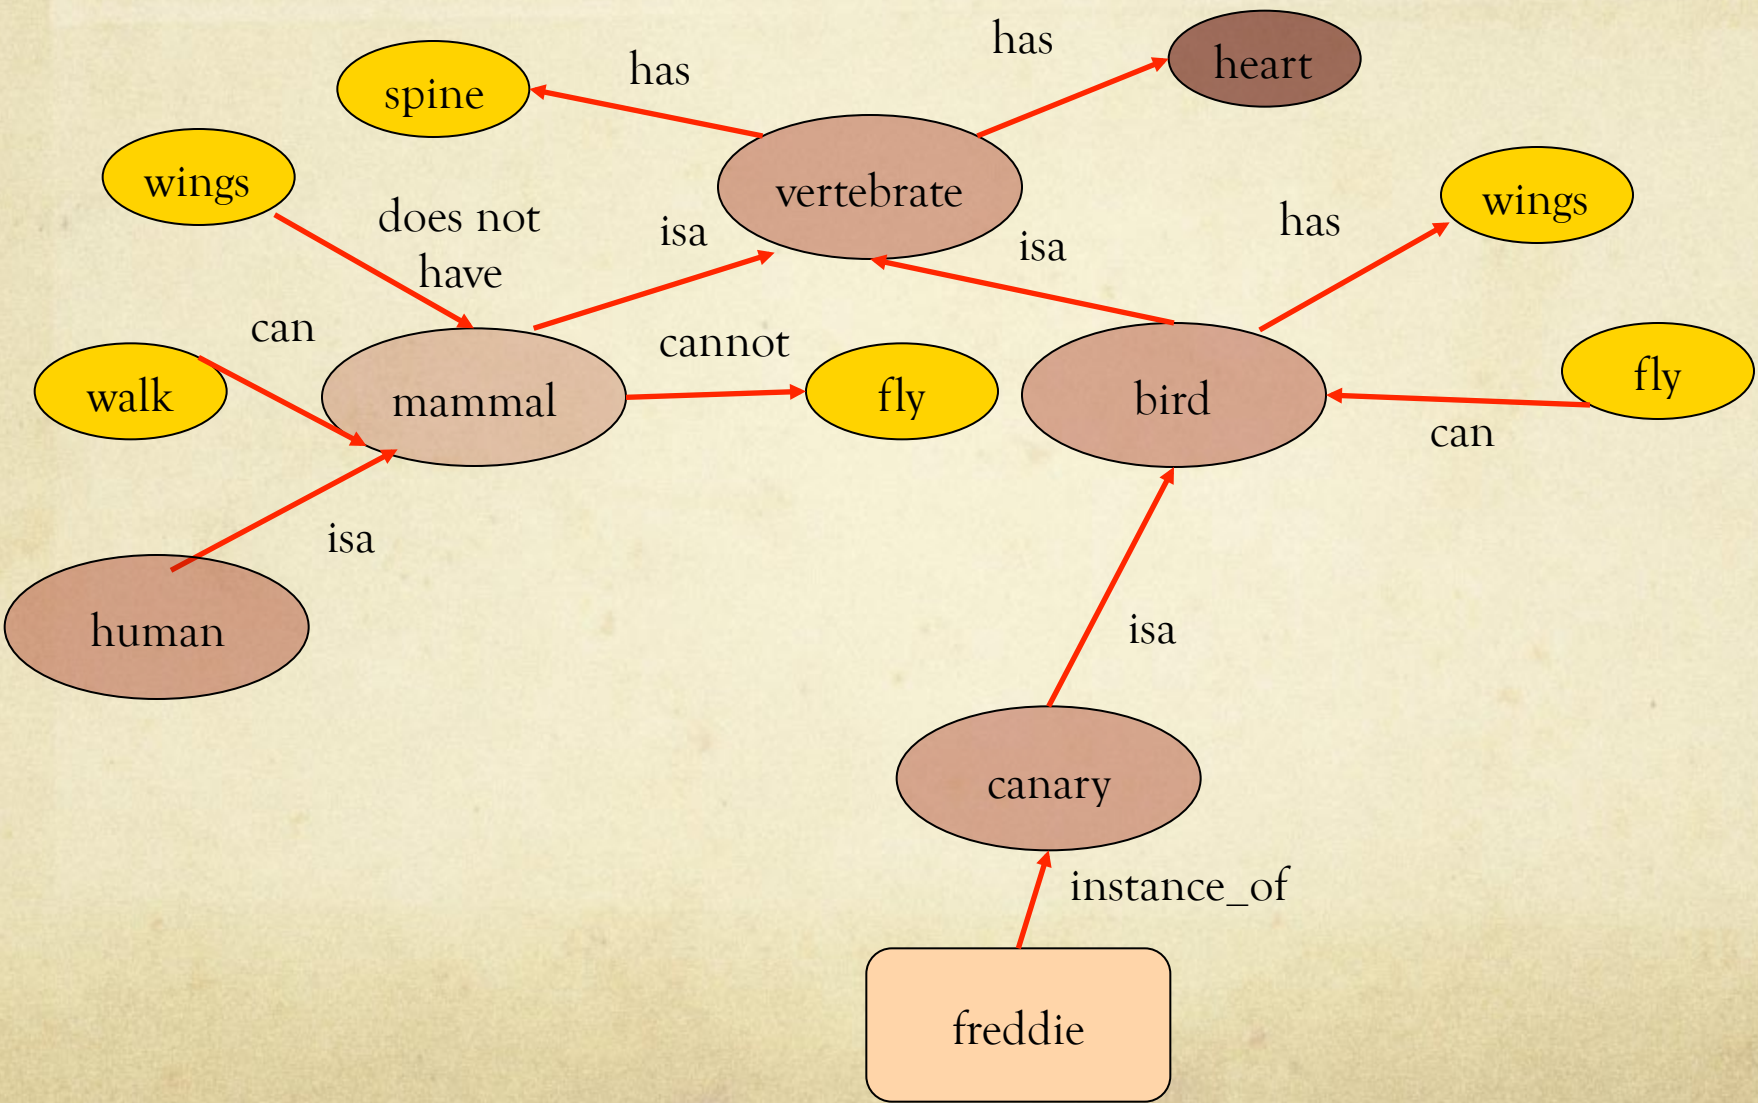 has
heart
has
spine
wings
vertebrate
wings
does not
have
isa
isa
has
can
cannot
walk
mammal
fly
bird
fly
can
isa
human
isa
canary
instance_of
freddie